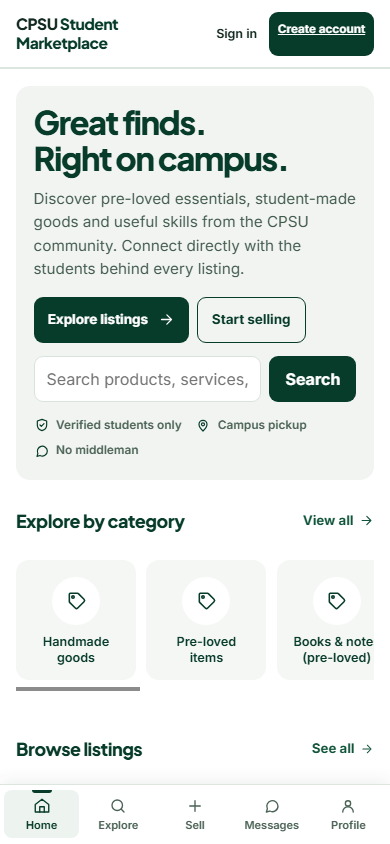 CPSU Student
Marketplace
Sign in
Create account
Great finds.
Right on campus.
Discover pre-loved essentials, student-made
goods and useful skills from the CPSU
community. Connect directly with the
students behind every listing.
Explore listings
Start selling
Search products, services,
Search
Verified students only
Campus pickup
No middleman
Explore by category
View all
Handmade
goods
Pre-loved
items
Books & note
(pre-loved)
Browse listings
See all
Home
Explore
Sell
Messages
Profile